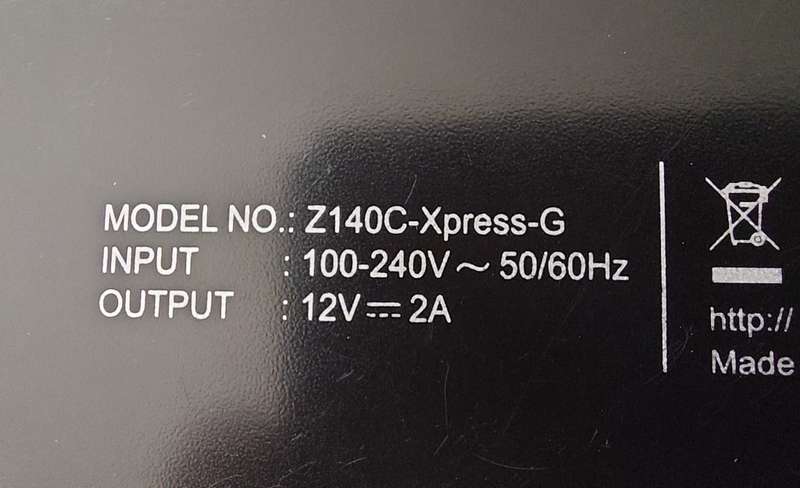 MODEL NO.: Z140C-Xpress-G
INPUT : 100-240V ~ 50/60Hz
OUTPUT : 12V ⎓ 2A
http://
Made